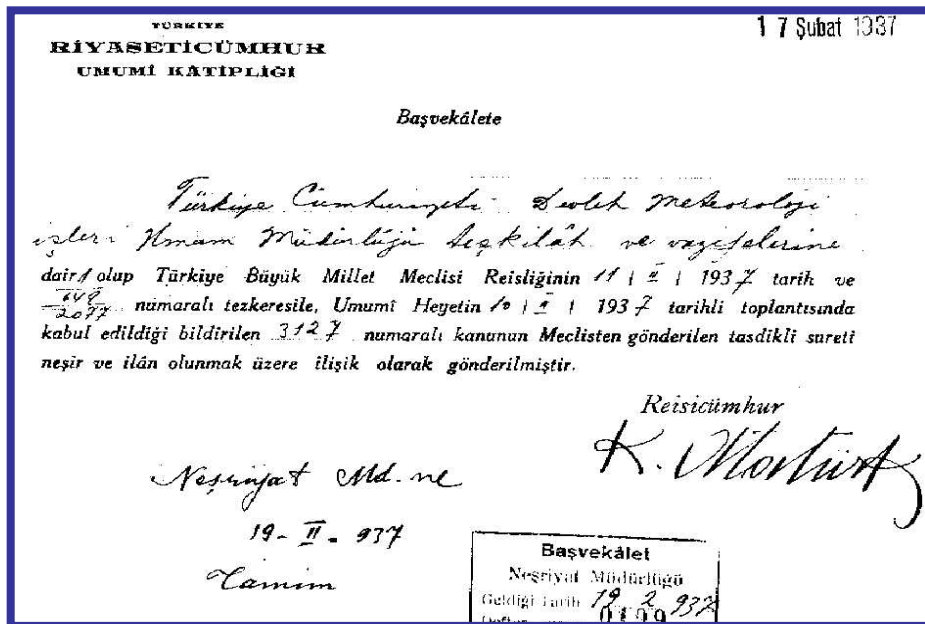 TÜRKİYE
RİYASETİCÜMHUR
UMUMÎ KÂTİPLİĞİ
17 Şubat 1937
Başvekâlete
Türkiye Cumhuriyeti Devlet Meteoroloji
işleri Umum Müdürlüğü teşkilât ve vazifelerine
dair olup Türkiye Büyük Millet Meclisi Reisliğinin 11 | II | 1937 tarih ve
numaralı tezkeresile, Umumî Heyetin 10 | II | 1937 tarihli toplantısında
kabul edildiği bildirilen 3127 numaralı kanunun Meclisten gönderilen tasdikli sureti
neşir ve ilân olunmak üzere ilişik olarak gönderilmiştir.
Reisicümhur
K. Atatürk
Neşriyat Md. ne
19 - II - 937
Tamim
Başvekâlet
Neşriyat Müdürlüğü
Geldiği Tarih 19 2 937
Defter 0199